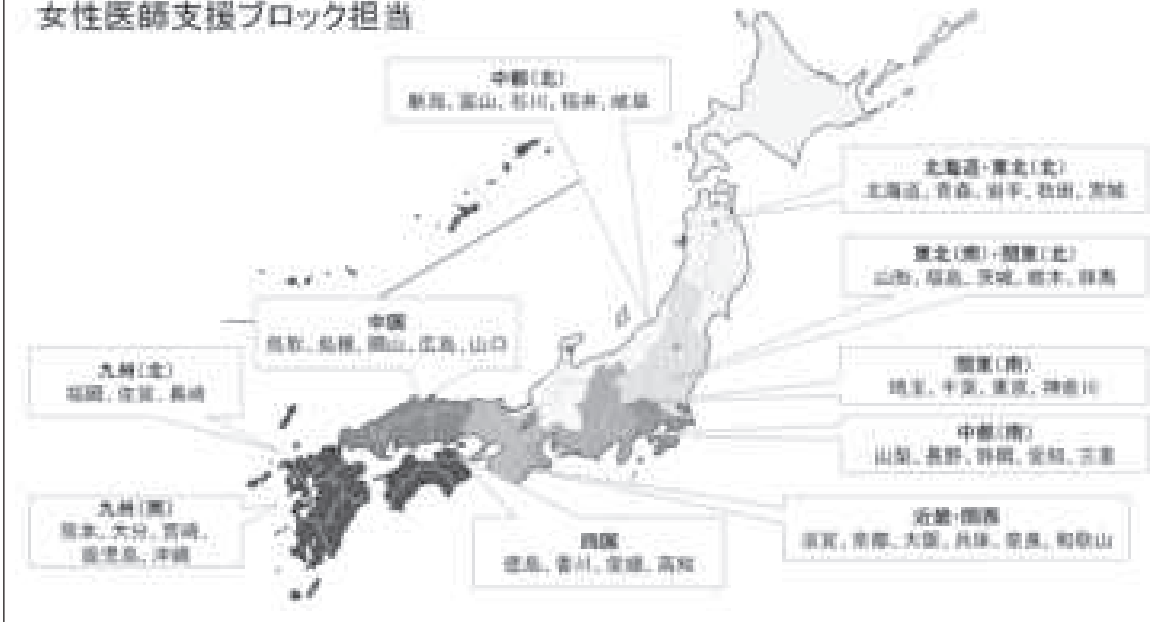 女性医師支援ブロック担当
中部(北)
新潟、富山、石川、福井、岐阜
北海道・東北(北)
北海道、青森、岩手、秋田、宮城
東北(南)・関東(北)
山形、福島、茨城、栃木、群馬
中国
鳥取、島根、岡山、広島、山口
九州(北)
福岡、佐賀、長崎
関東(南)
埼玉、千葉、東京、神奈川
中部(南)
山梨、長野、静岡、愛知、三重
九州(南)
熊本、大分、宮崎、
鹿児島、沖縄
四国
徳島、香川、愛媛、高知
近畿・関西
滋賀、京都、大阪、兵庫、奈良、和歌山